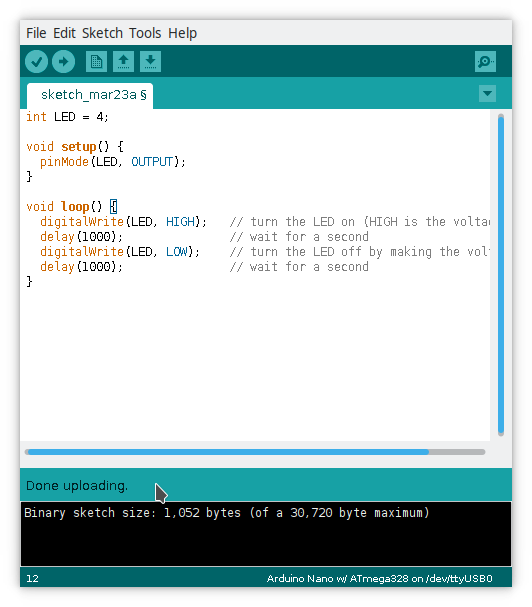 File Edit Sketch Tools Help
sketch_mar23a §
int LED = 4;
void setup() {
pinMode(LED, OUTPUT);
}
void loop() {
digitalWrite(LED, HIGH); // turn the LED on (HIGH is the volta
delay(1000); // wait for a second
digitalWrite(LED, LOW); // turn the LED off by making the vol
delay(1000); // wait for a second
}
Done uploading.
Binary sketch size: 1,052 bytes (of a 30,720 byte maximum)
12 Arduino Nano w/ ATmega328 on /dev/ttyUSB0